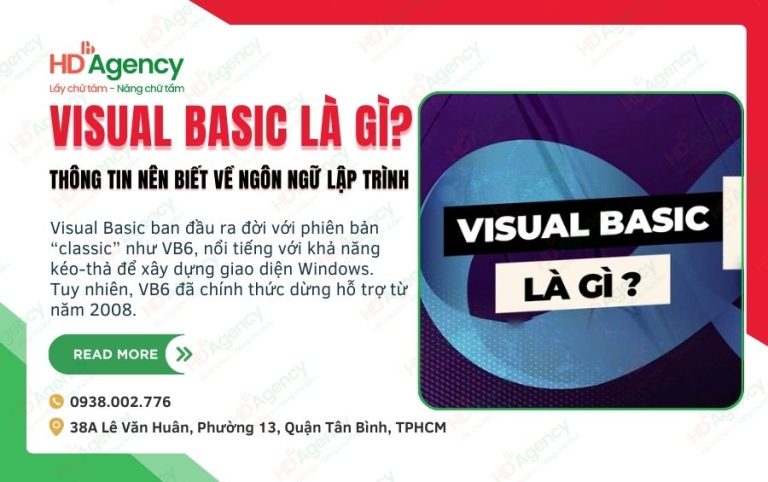 HD Agency
Lấy chữ tâm - Nâng chữ tầm
VISUAL BASIC LÀ GÌ?
THÔNG TIN NÊN BIẾT VỀ NGÔN NGỮ LẬP TRÌNH
Visual Basic ban đầu ra đời với phiên bản
“classic” như VB6, nổi tiếng với khả năng
kéo-thả để xây dựng giao diện Windows.
Tuy nhiên, VB6 đã chính thức dừng hỗ trợ từ
năm 2008.
READ MORE
0938.002.776
38A Lê Văn Huân, Phường 13, Quận Tân Bình, TPHCM
VISUAL BASIC
LÀ GÌ ?